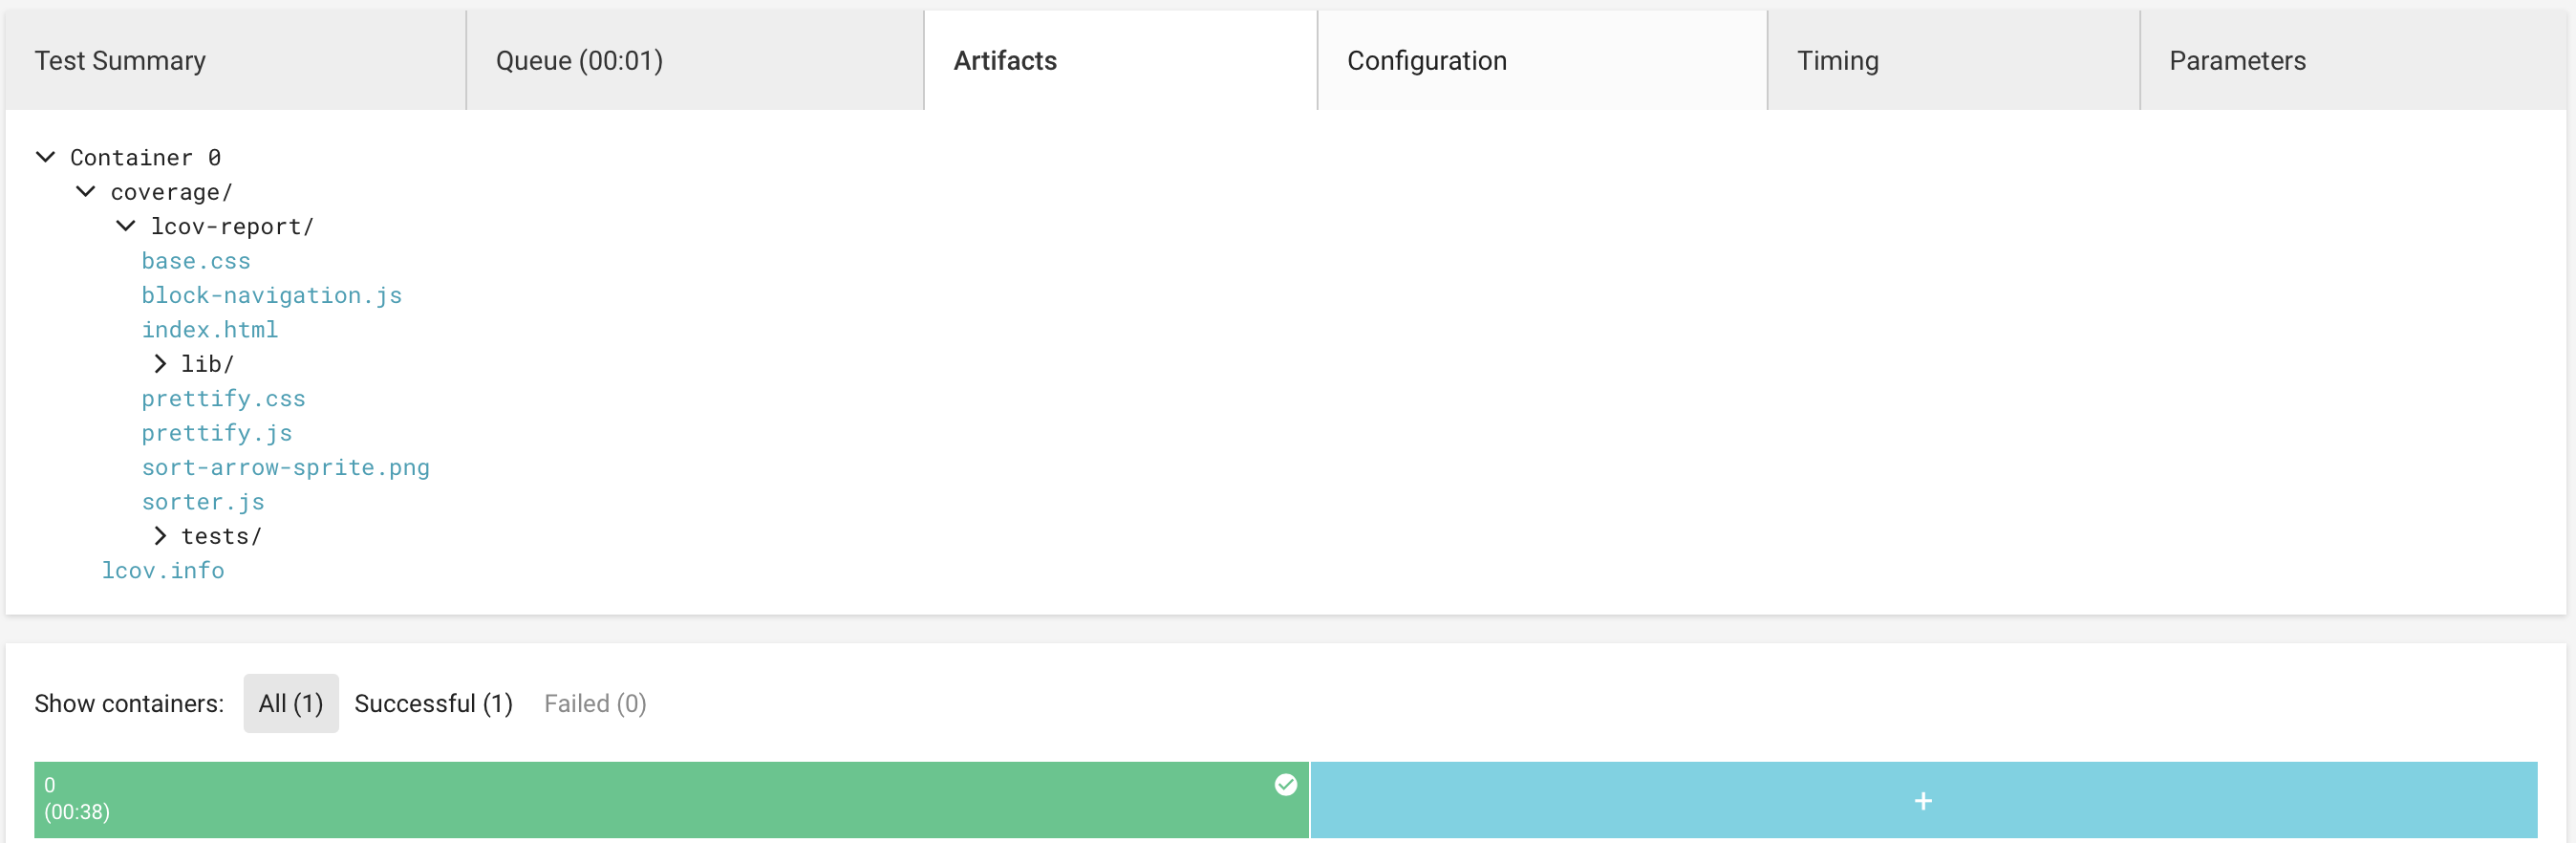 Test Summary Queue (00:01) Artifacts Configuration Timing Parameters
Container 0
coverage/
lcov-report/
base.css
block-navigation.js
index.html
lib/
prettify.css
prettify.js
sort-arrow-sprite.png
sorter.js
tests/
lcov.info
Show containers: All (1) Successful (1) Failed (0)
0
(00:38)
+